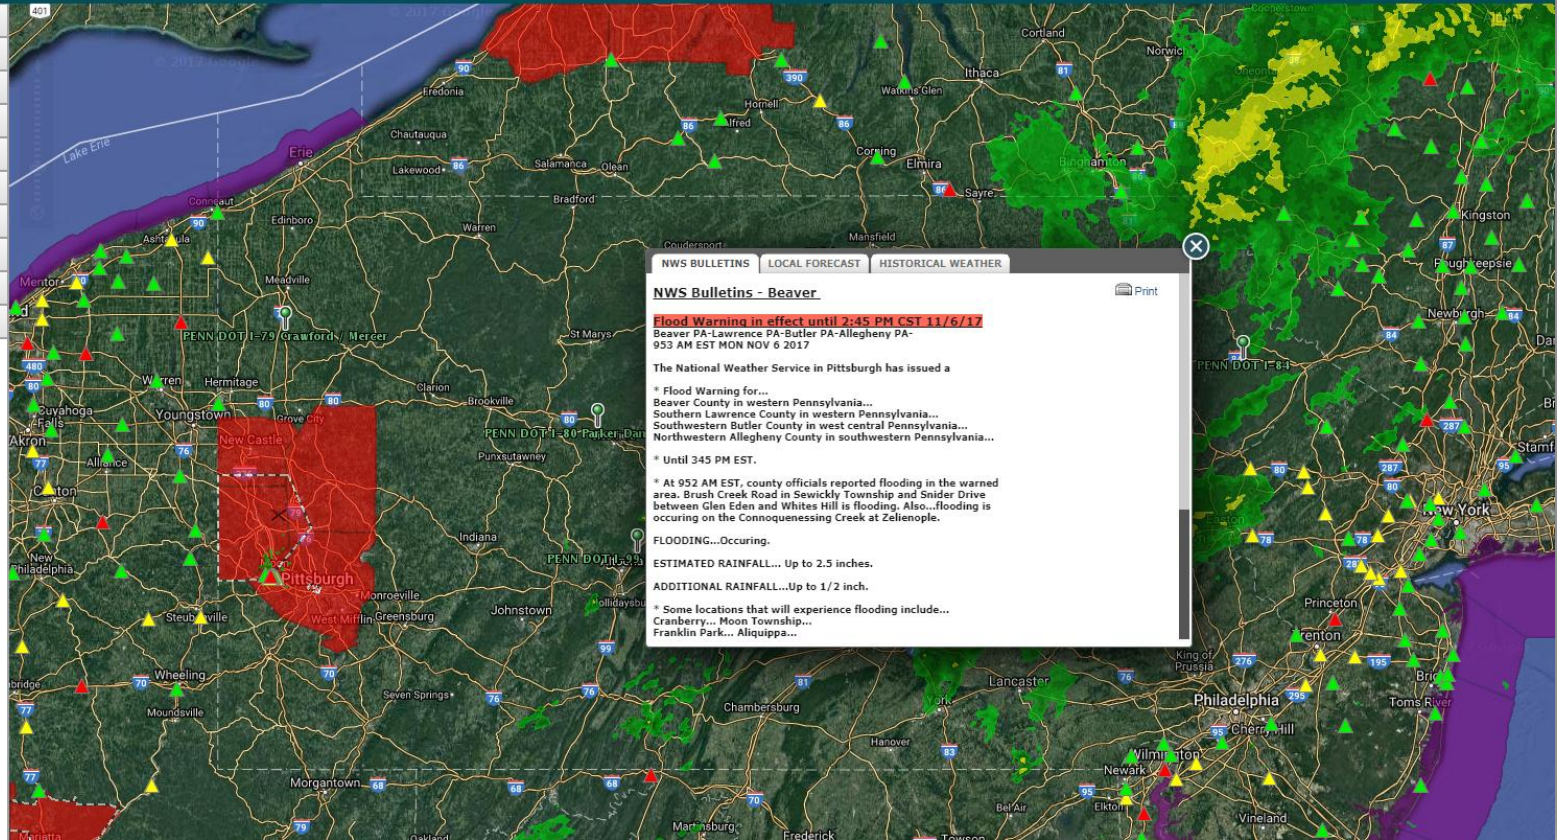 401
© 2017 Google
Lake Erie
Erie
Conneaut
Ashtabula
Mentor
Edinboro
Meadville
Fredonia
Chautauqua
Lakewood
Salamanca
Olean
Bradford
Warren
Coudersport
Mansfield
Hornell
Alfred
Corning
Elmira
Sayre
Watkins Glen
Ithaca
Cortland
Norwic
Cooperstown
Oneonta
Binghamton
Kingston
Poughkeepsie
Newburgh
PENN DOT I-79 Crawford / Mercer
PENN DOT I-84
PENN DOT I-80 Parker Dam
PENN DOT I-99
St Marys
Clarion
Brookville
Punxsutawney
Indiana
Warren
Hermitage
Youngstown
Grove City
New Castle
Cuyahoga
Falls
Akron
Alliance
Canton
New
Philadelphia
Steubenville
Wheeling
Moundsville
Marietta
Moon
Pittsburgh
Monroeville
West Mifflin
Greensburg
Johnstown
Seven Springs
Morgantown
Oakland
NWS BULLETINS
LOCAL FORECAST
HISTORICAL WEATHER
NWS Bulletins - Beaver
Print
Flood Warning in effect until 2:45 PM CST 11/6/17
Beaver PA-Lawrence PA-Butler PA-Allegheny PA-
953 AM EST MON NOV 6 2017
The National Weather Service in Pittsburgh has issued a
* Flood Warning for...
Beaver County in western Pennsylvania...
Southern Lawrence County in western Pennsylvania...
Southwestern Butler County in west central Pennsylvania...
Northwestern Allegheny County in southwestern Pennsylvania...
* Until 345 PM EST.
* At 952 AM EST, county officials reported flooding in the warned
area. Brush Creek Road in Sewickly Township and Snider Drive
between Glen Eden and Whites Hill is flooding. Also...flooding is
occuring on the Connoquenessing Creek at Zelienople.
FLOODING...Occuring.
ESTIMATED RAINFALL... Up to 2.5 inches.
ADDITIONAL RAINFALL...Up to 1/2 inch.
* Some locations that will experience flooding include...
Cranberry... Moon Township...
Franklin Park... Aliquippa...
Easton
New York
Stamf
Princeton
Trenton
King of
Prussia
Philadelphia
Cherry Hill
Toms River
Lancaster
York
Chambersburg
Hanover
Wilmington
Newark
Elkton
Bel Air
Vineland
Martinsburg
Frederick
Towson